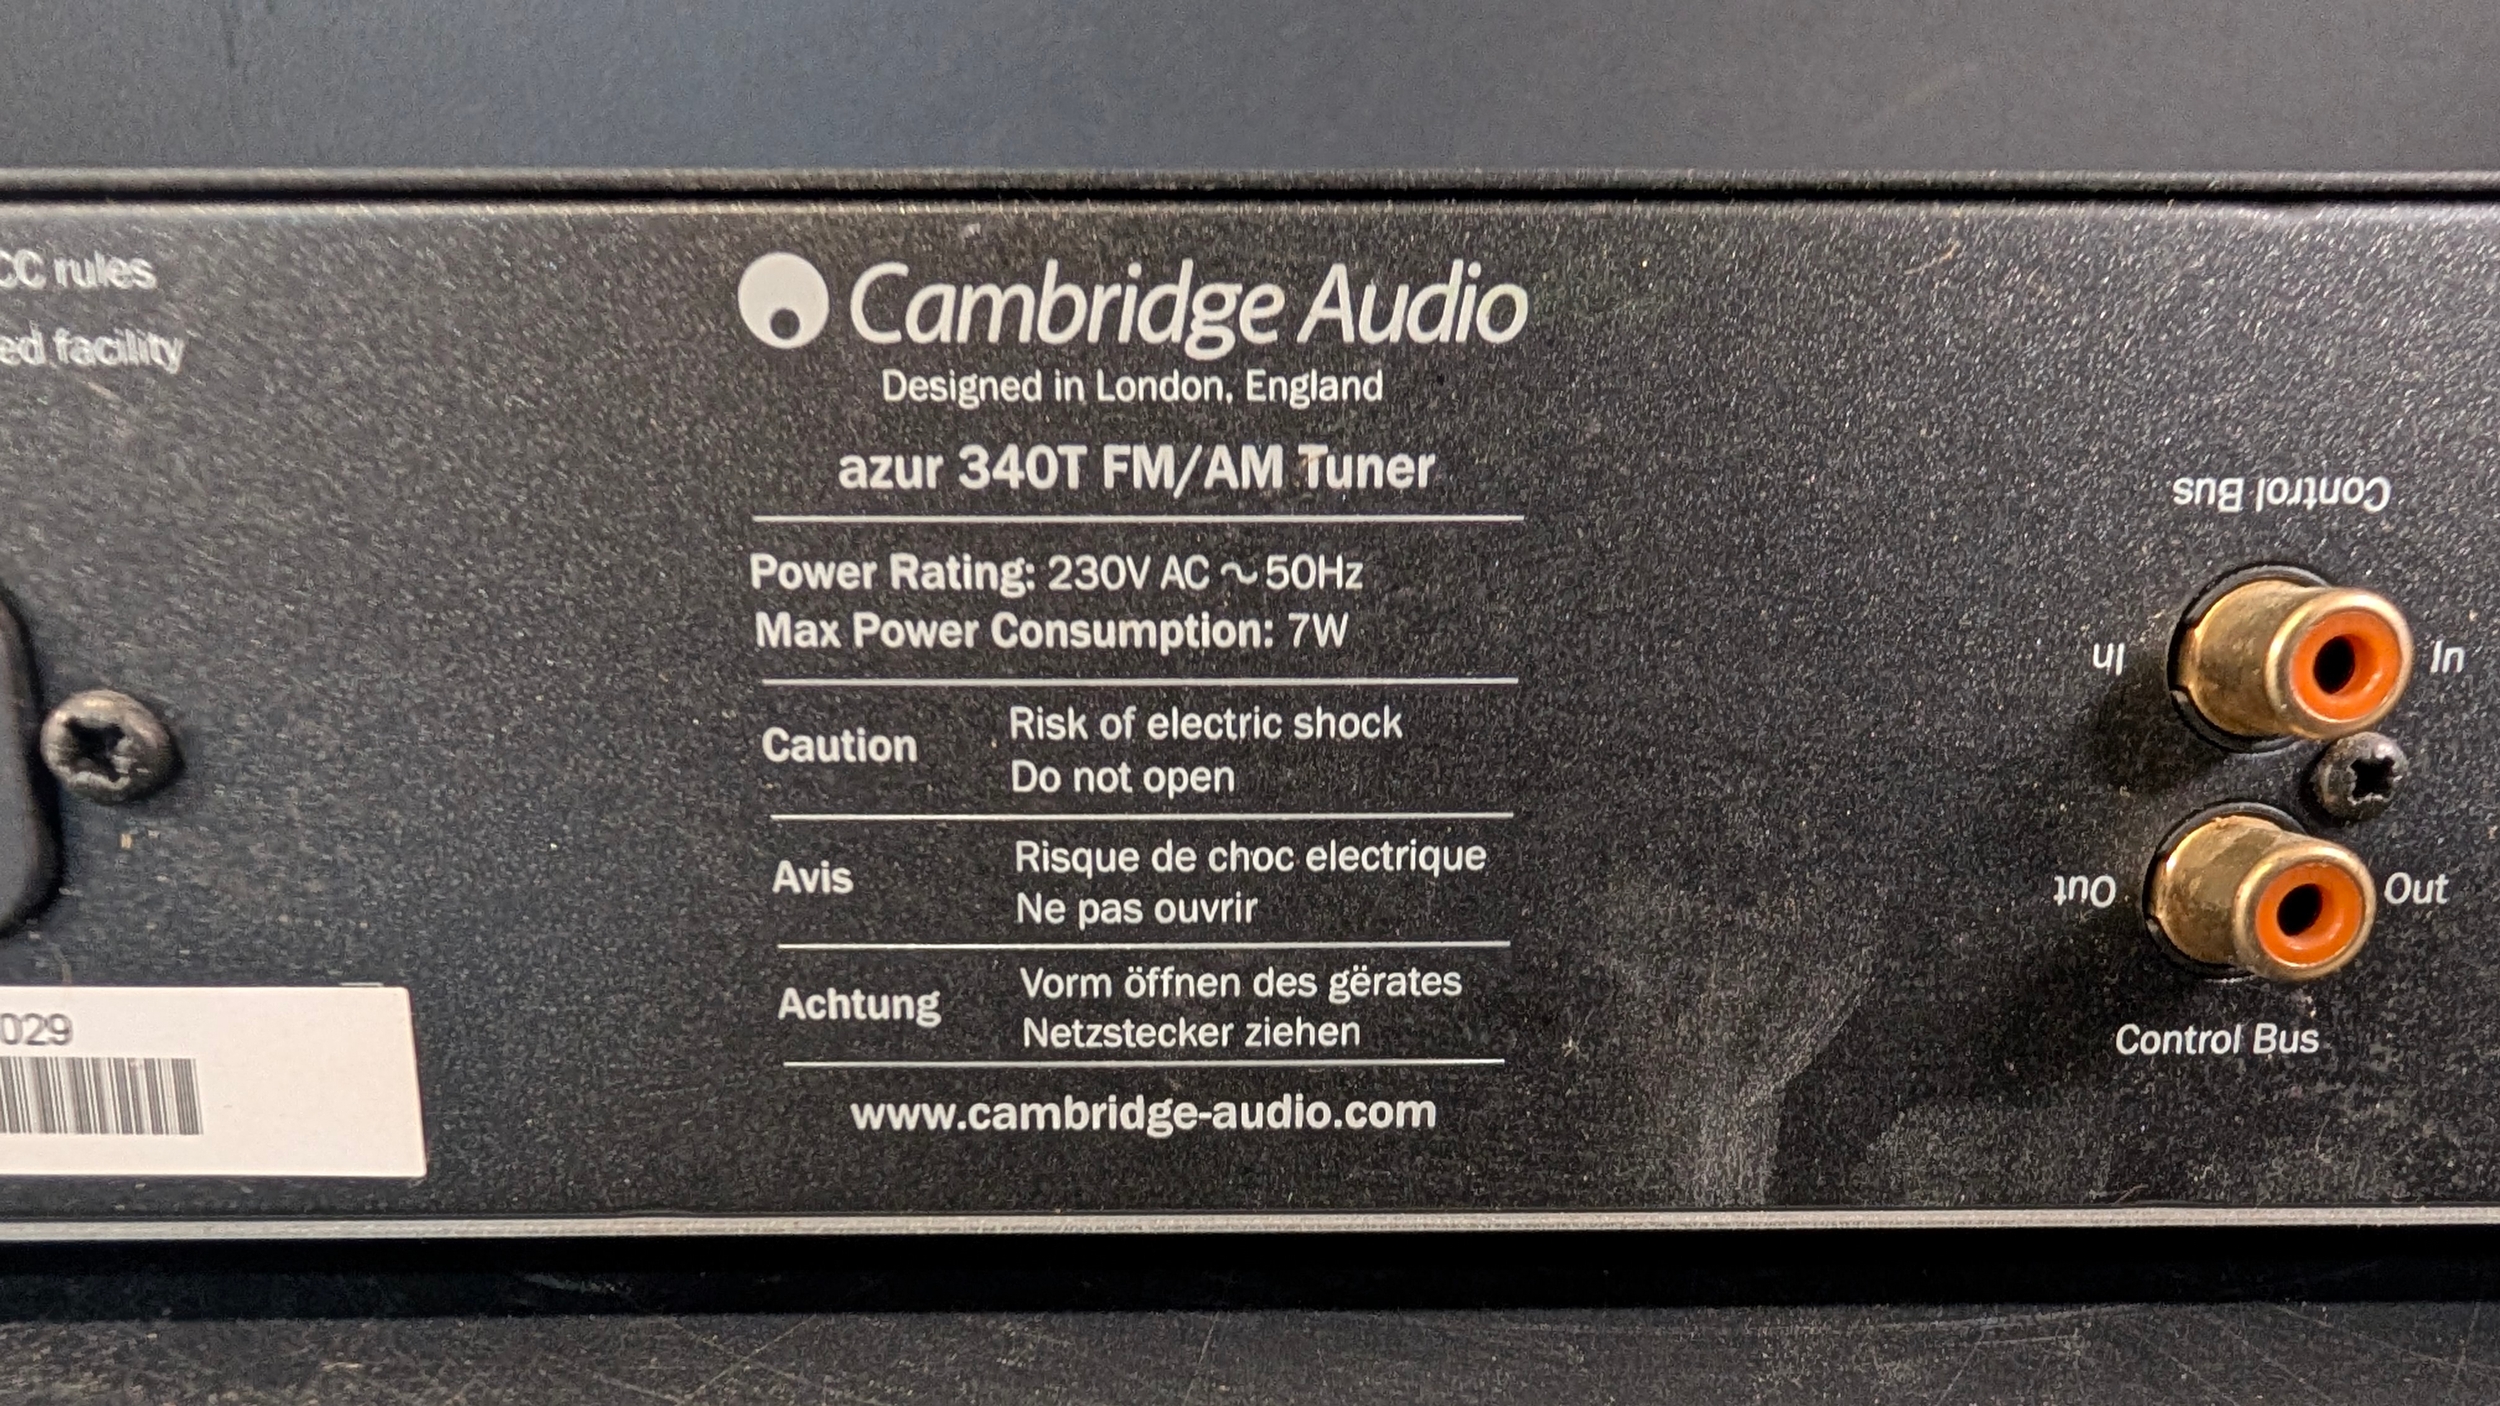 CC rules
ed facility
029
Cambridge Audio
Designed in London, England
azur 340T FM/AM Tuner
Power Rating: 230V AC ~ 50Hz
Max Power Consumption: 7W
Caution
Risk of electric shock
Do not open
Avis
Risque de choc electrique
Ne pas ouvrir
Achtung
Vorm öffnen des gërates
Netzstecker ziehen
www.cambridge-audio.com
Control Bus
In
In
Out
Out
Control Bus